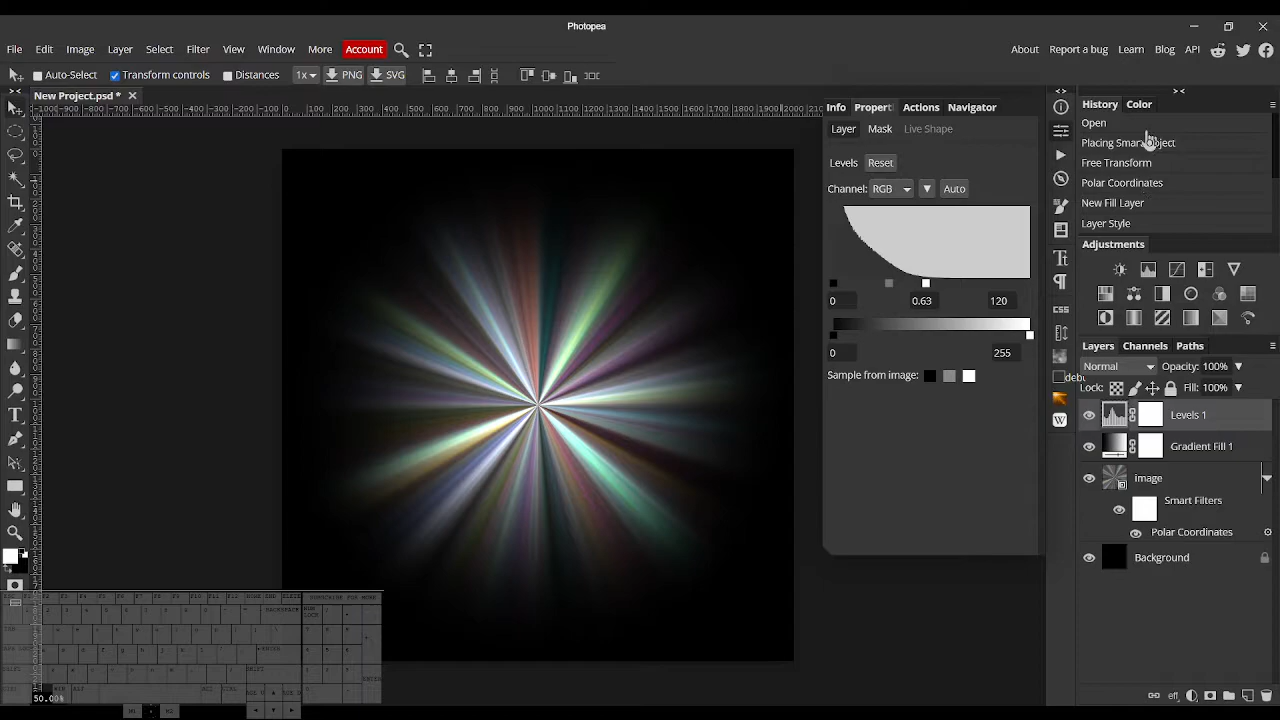 Photopea
File Edit Image Layer Select Filter View Window More Account
About Report a bug Learn Blog API
Auto-Select Transform controls Distances 1x PNG SVG
New Project.psd *
Info Propert Actions Navigator
History Color
Layer Mask Live Shape
Open
Placing Smart Object
Free Transform
Polar Coordinates
New Fill Layer
Layer Style
Levels Reset
Channel: RGB Auto
0 0.63 120
0 255
Sample from image:
Adjustments
CSS
debu
Layers Channels Paths
Normal Opacity: 100%
Lock: Fill: 100%
Levels 1
Gradient Fill 1
image
Smart Filters
Polar Coordinates
Background
eff
50.00%